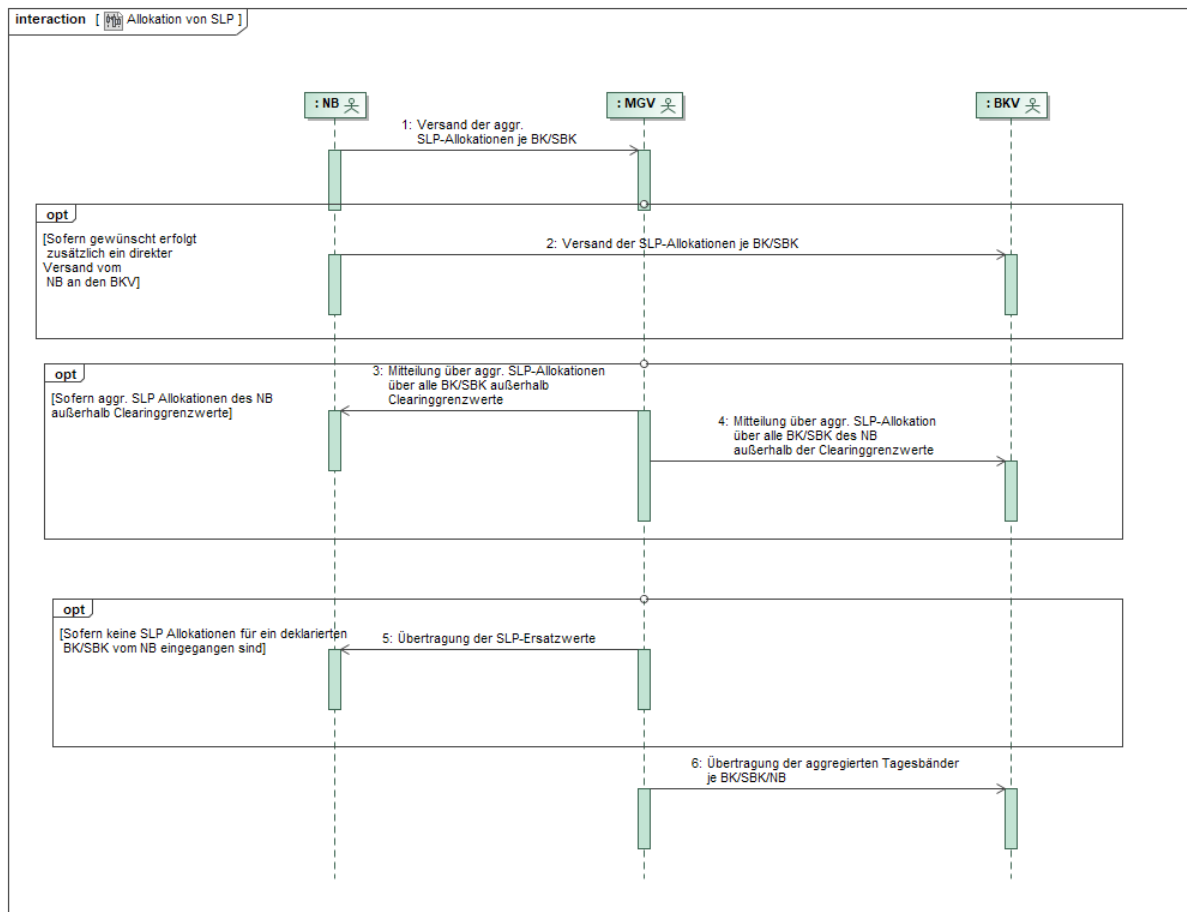 interaction [ Allokation von SLP ]
: NB
: MGV
: BKV
1: Versand der aggr.
SLP-Allokationen je BK/SBK
opt
[Sofern gewünscht erfolgt
zusätzlich ein direkter
Versand vom
NB an den BKV]
2: Versand der SLP-Allokationen je BK/SBK
opt
[Sofern aggr. SLP Allokationen des NB
außerhalb Clearinggrenzwerte]
3: Mitteilung über aggr. SLP-Allokationen
über alle BK/SBK außerhalb
Clearinggrenzwerte
4: Mitteilung über aggr. SLP-Allokation
über alle BK/SBK des NB
außerhalb der Clearinggrenzwerte
opt
[Sofern keine SLP Allokationen für ein deklarierten
BK/SBK vom NB eingegangen sind]
5: Übertragung der SLP-Ersatzwerte
6: Übertragung der aggregierten Tagesbänder
je BK/SBK/NB